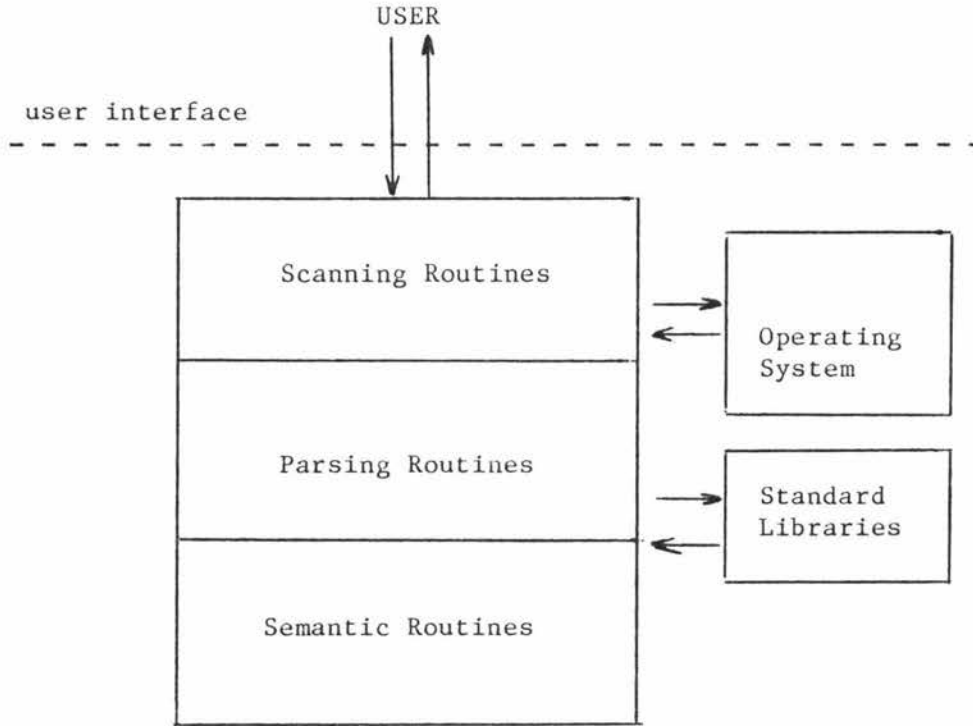 USER
user interface
Scanning Routines
Operating
System
Parsing Routines
Standard
Libraries
Semantic Routines